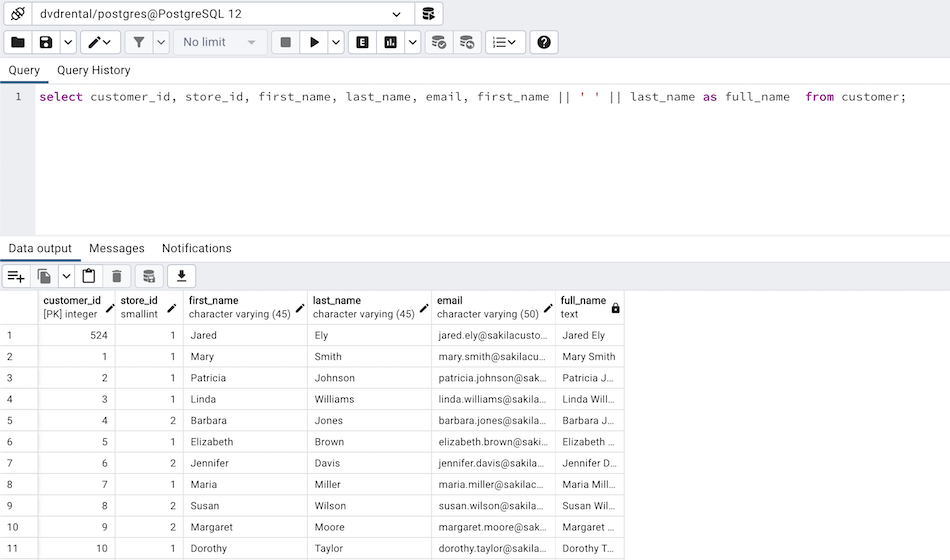 dvdrental/postgres@PostgreSQL 12
No limit
Query Query History
1 select customer_id, store_id, first_name, last_name, email, first_name || ' ' || last_name as full_name  from customer;
Data output Messages Notifications
customer_id store_id first_name last_name email full_name
[PK] integer smallint character varying (45) character varying (45) character varying (50) text
1 524 1 Jared Ely jared.ely@sakilacusto... Jared Ely
2 1 1 Mary Smith mary.smith@sakilacu... Mary Smith
3 2 1 Patricia Johnson patricia.johnson@sak... Patricia J...
4 3 1 Linda Williams linda.williams@sakila... Linda Will...
5 4 2 Barbara Jones barbara.jones@sakila... Barbara J...
6 5 1 Elizabeth Brown elizabeth.brown@saki... Elizabeth ...
7 6 2 Jennifer Davis jennifer.davis@sakila... Jennifer D...
8 7 1 Maria Miller maria.miller@sakilac... Maria Mill...
9 8 2 Susan Wilson susan.wilson@sakila... Susan Wil...
10 9 2 Margaret Moore margaret.moore@sak... Margaret ...
11 10 1 Dorothy Taylor dorothy.taylor@sakila... Dorothy T...